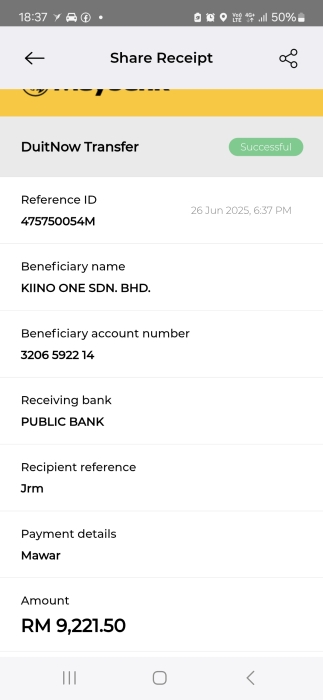 18:37
50%
Share Receipt
DuitNow Transfer
Successful
Reference ID
26 Jun 2025, 6:37 PM
475750054M
Beneficiary name
KIINO ONE SDN. BHD.
Beneficiary account number
3206 5922 14
Receiving bank
PUBLIC BANK
Recipient reference
Jrm
Payment details
Mawar
Amount
RM 9,221.50